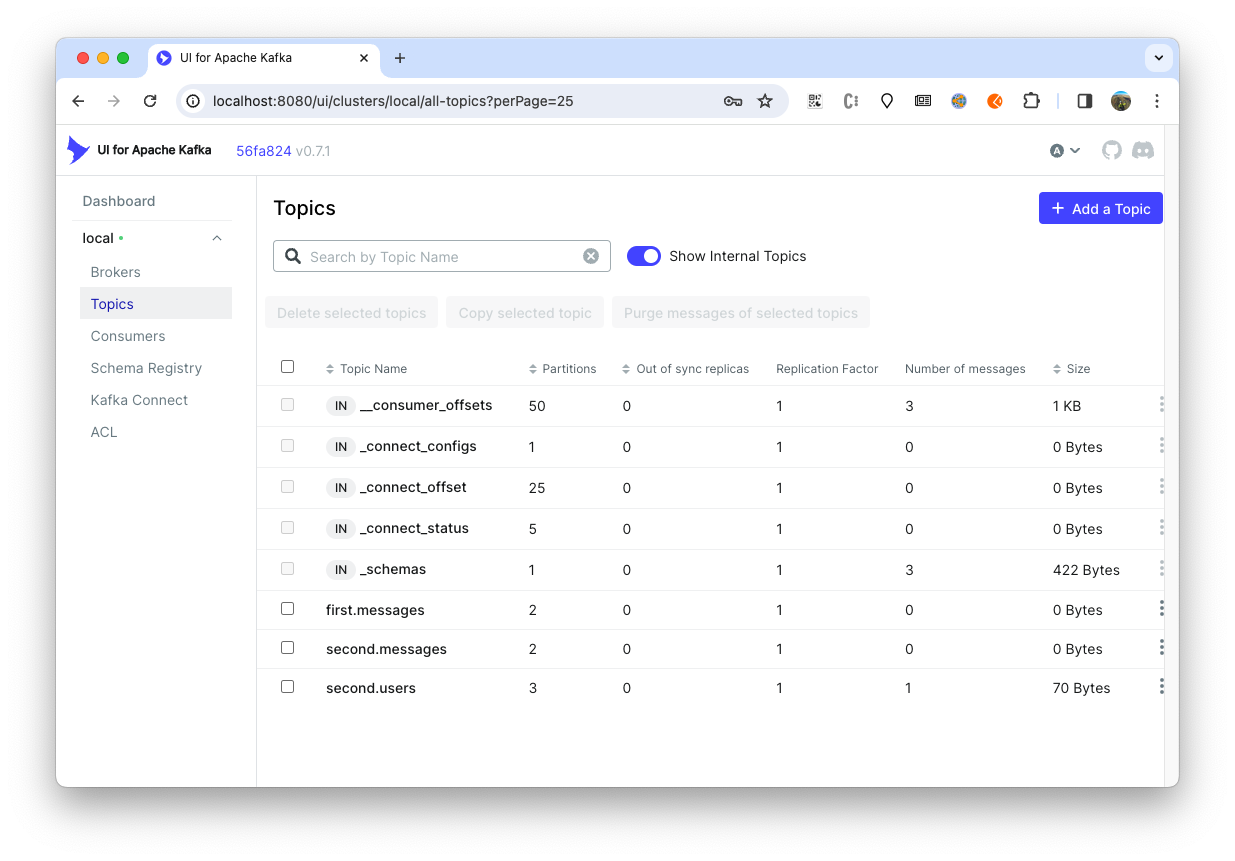 UI for Apache Kafka
localhost:8080/ui/clusters/local/all-topics?perPage=25
UI for Apache Kafka 56fa824 v0.7.1 A
Dashboard
local
Brokers
Topics
Consumers
Schema Registry
Kafka Connect
ACL
Topics
Add a Topic
Search by Topic Name
Show Internal Topics
Delete selected topics Copy selected topic Purge messages of selected topics
Topic Name Partitions Out of sync replicas Replication Factor Number of messages Size
IN __consumer_offsets 50 0 1 3 1 KB
IN _connect_configs 1 0 1 0 0 Bytes
IN _connect_offset 25 0 1 0 0 Bytes
IN _connect_status 5 0 1 0 0 Bytes
IN _schemas 1 0 1 3 422 Bytes
first.messages 2 0 1 0 0 Bytes
second.messages 2 0 1 0 0 Bytes
second.users 3 0 1 1 70 Bytes